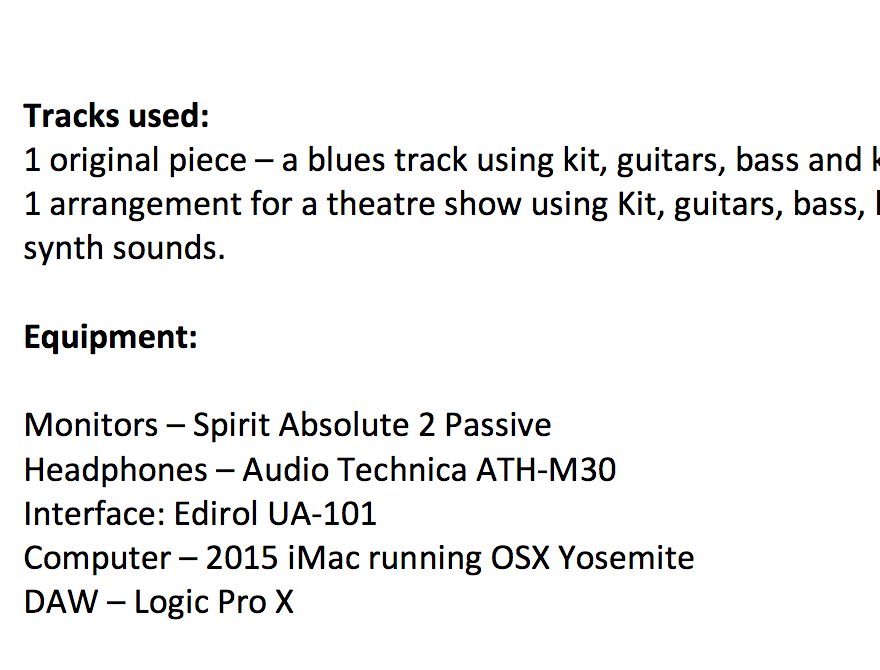 Tracks used:
1 original piece – a blues track using kit, guitars, bass and
1 arrangement for a theatre show using Kit, guitars, bass,
synth sounds.
Equipment:
Monitors – Spirit Absolute 2 Passive
Headphones – Audio Technica ATH-M30
Interface: Edirol UA-101
Computer – 2015 iMac running OSX Yosemite
DAW – Logic Pro X